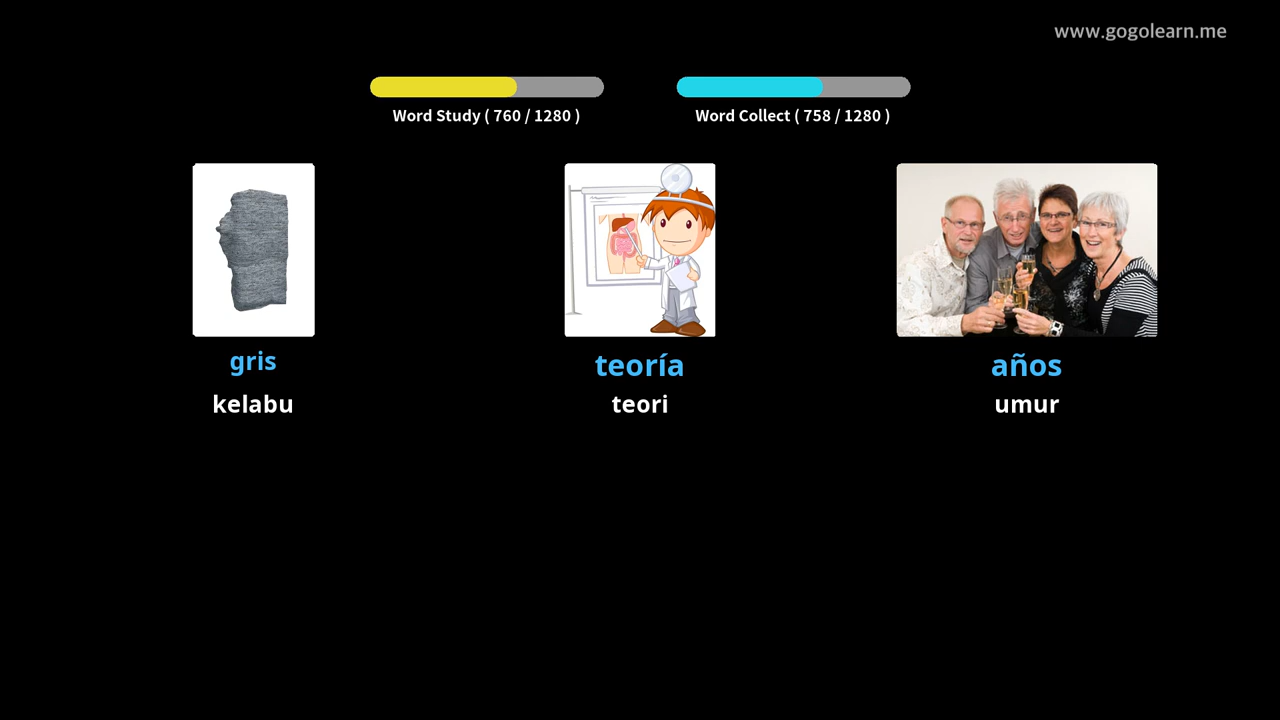 www.gogolearn.me
Word Study ( 760 / 1280 )
Word Collect ( 758 / 1280 )
gris
kelabu
teoría
teori
años
umur